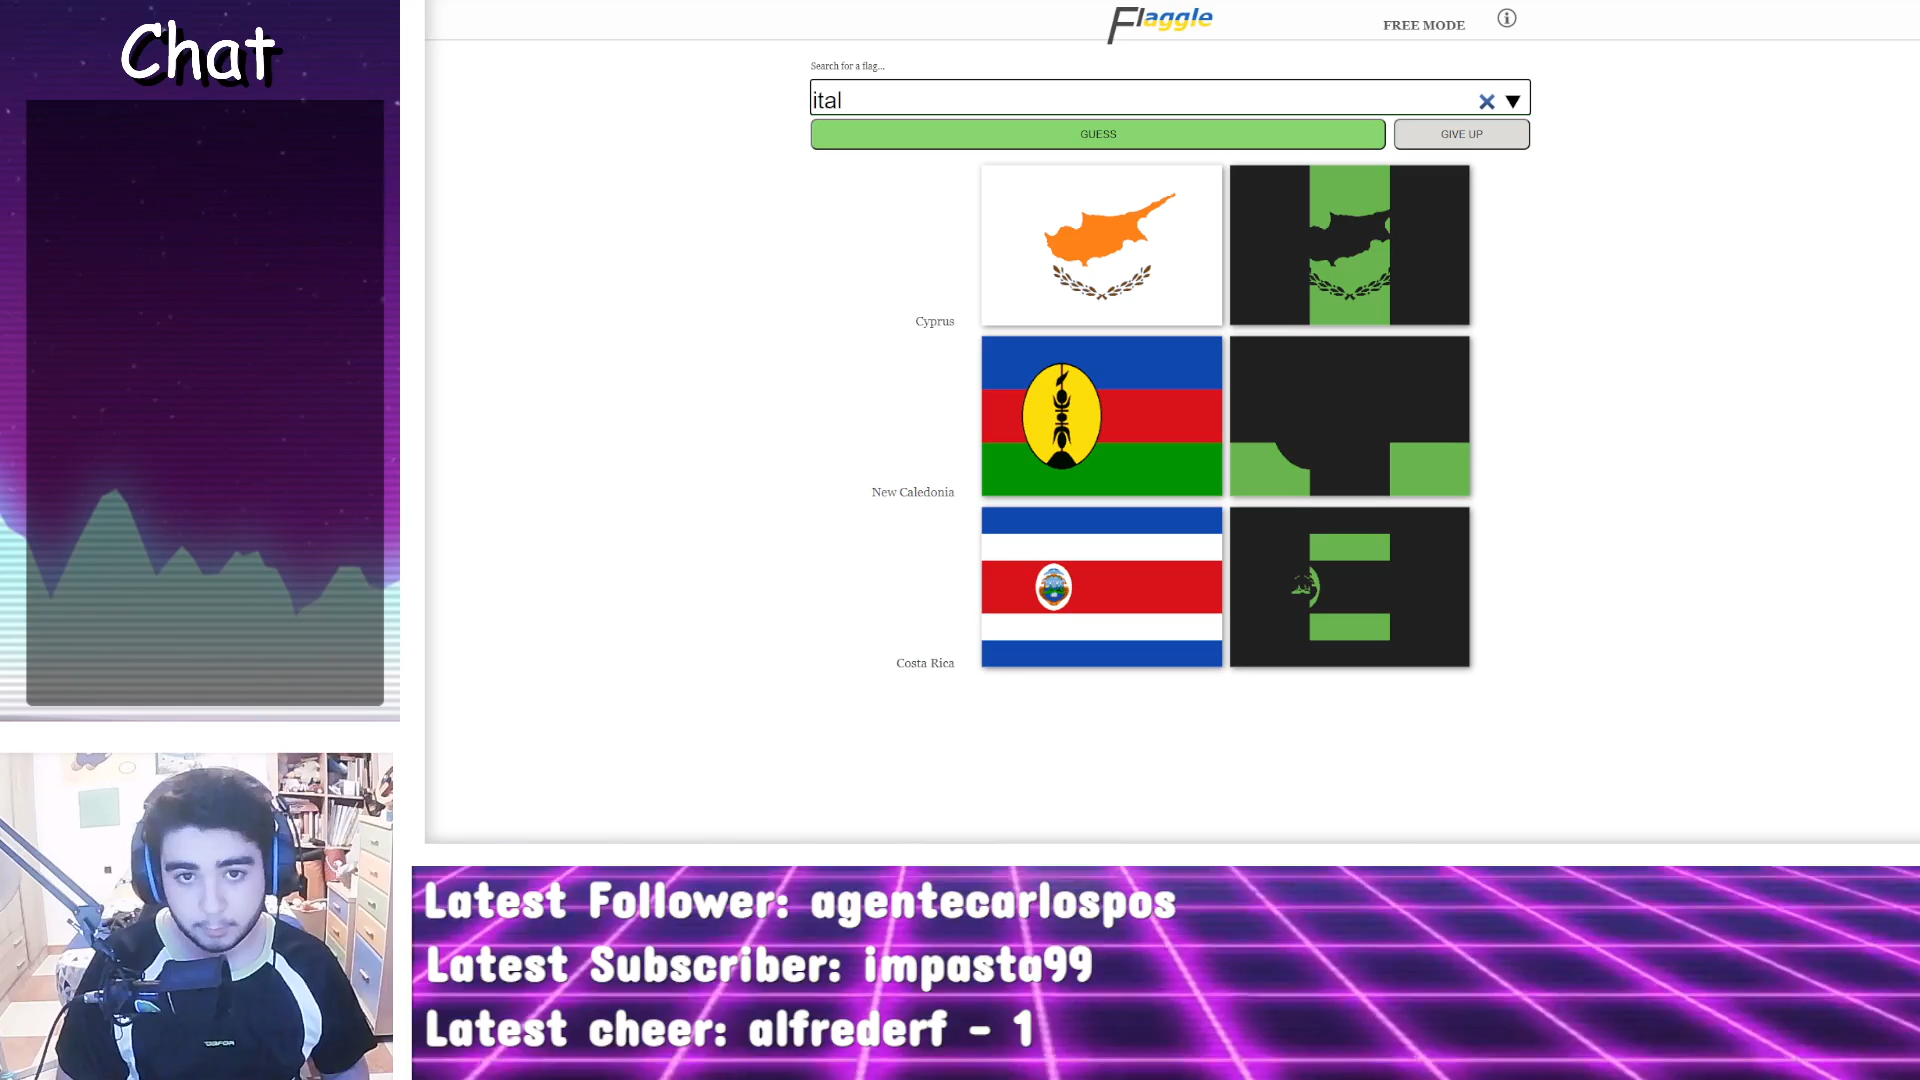 Chat
Flaggle
FREE MODE
Search for a flag...
ital
GUESS
GIVE UP
Cyprus
New Caledonia
Costa Rica
Latest Follower: agentecarlospos
Latest Subscriber: impasta99
Latest cheer: alfrederf - 1